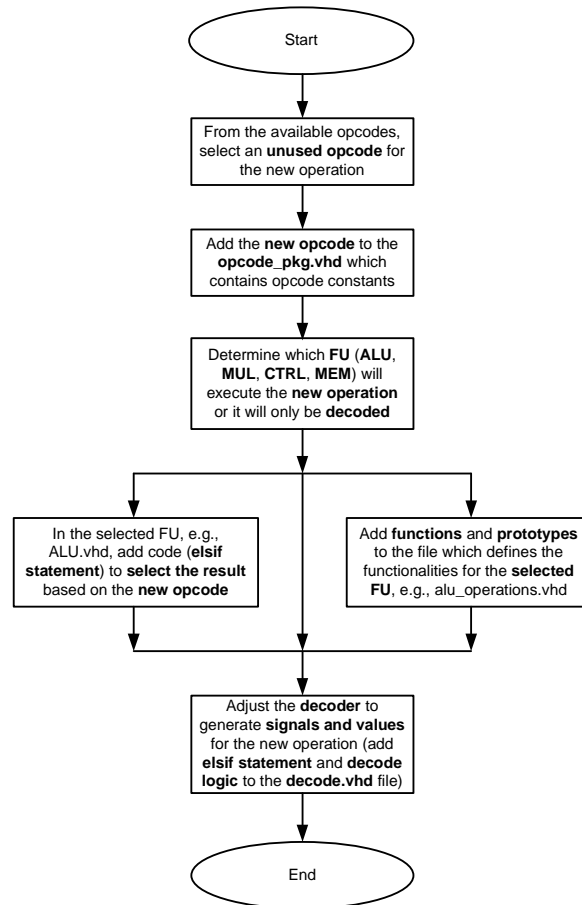 Start
From the available opcodes,
select an unused opcode for
the new operation
Add the new opcode to the
opcode_pkg.vhd which
contains opcode constants
Determine which FU (ALU,
MUL, CTRL, MEM) will
execute the new operation
or it will only be decoded
In the selected FU, e.g.,
ALU.vhd, add code (elsif
statement) to select the result
based on the new opcode
Add functions and prototypes
to the file which defines the
functionalities for the selected
FU, e.g., alu_operations.vhd
Adjust the decoder to
generate signals and values
for the new operation (add
elsif statement and decode
logic to the decode.vhd file)
End